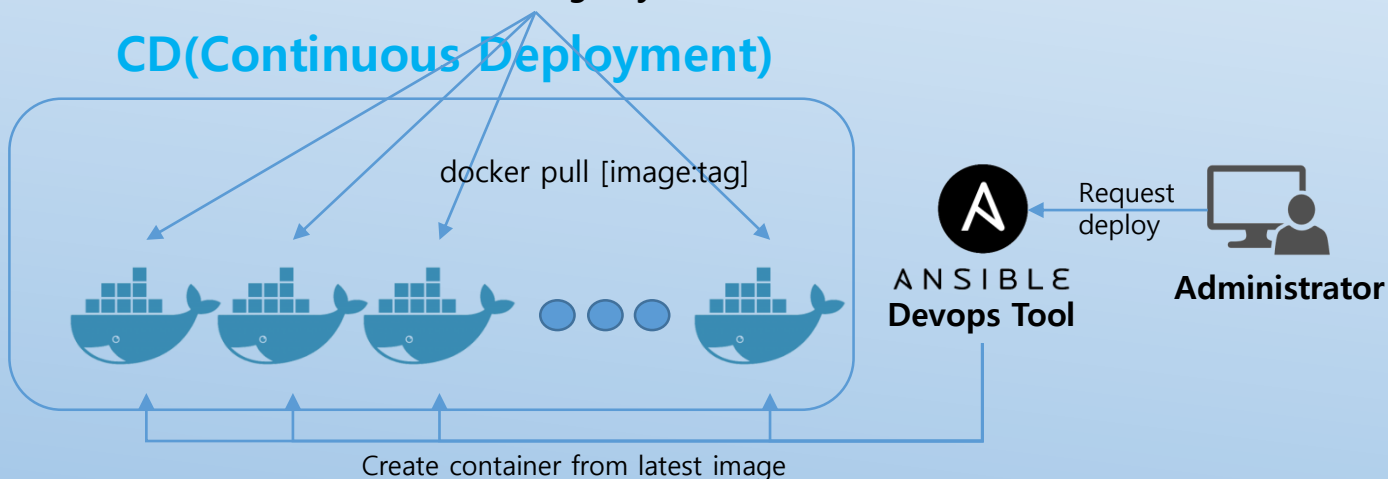 CD(Continuous Deployment)
docker pull [image:tag]
Request
deploy
ANSIBLE
Devops Tool
Administrator
Create container from latest image